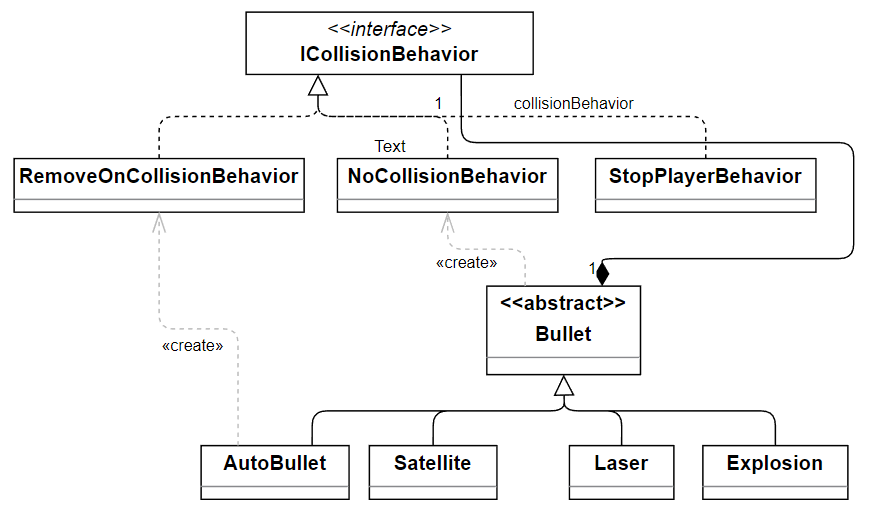 <<interface>>
ICollisionBehavior
1
collisionBehavior
Text
RemoveOnCollisionBehavior
NoCollisionBehavior
StopPlayerBehavior
«create»
1
<<abstract>>
Bullet
«create»
AutoBullet
Satellite
Laser
Explosion